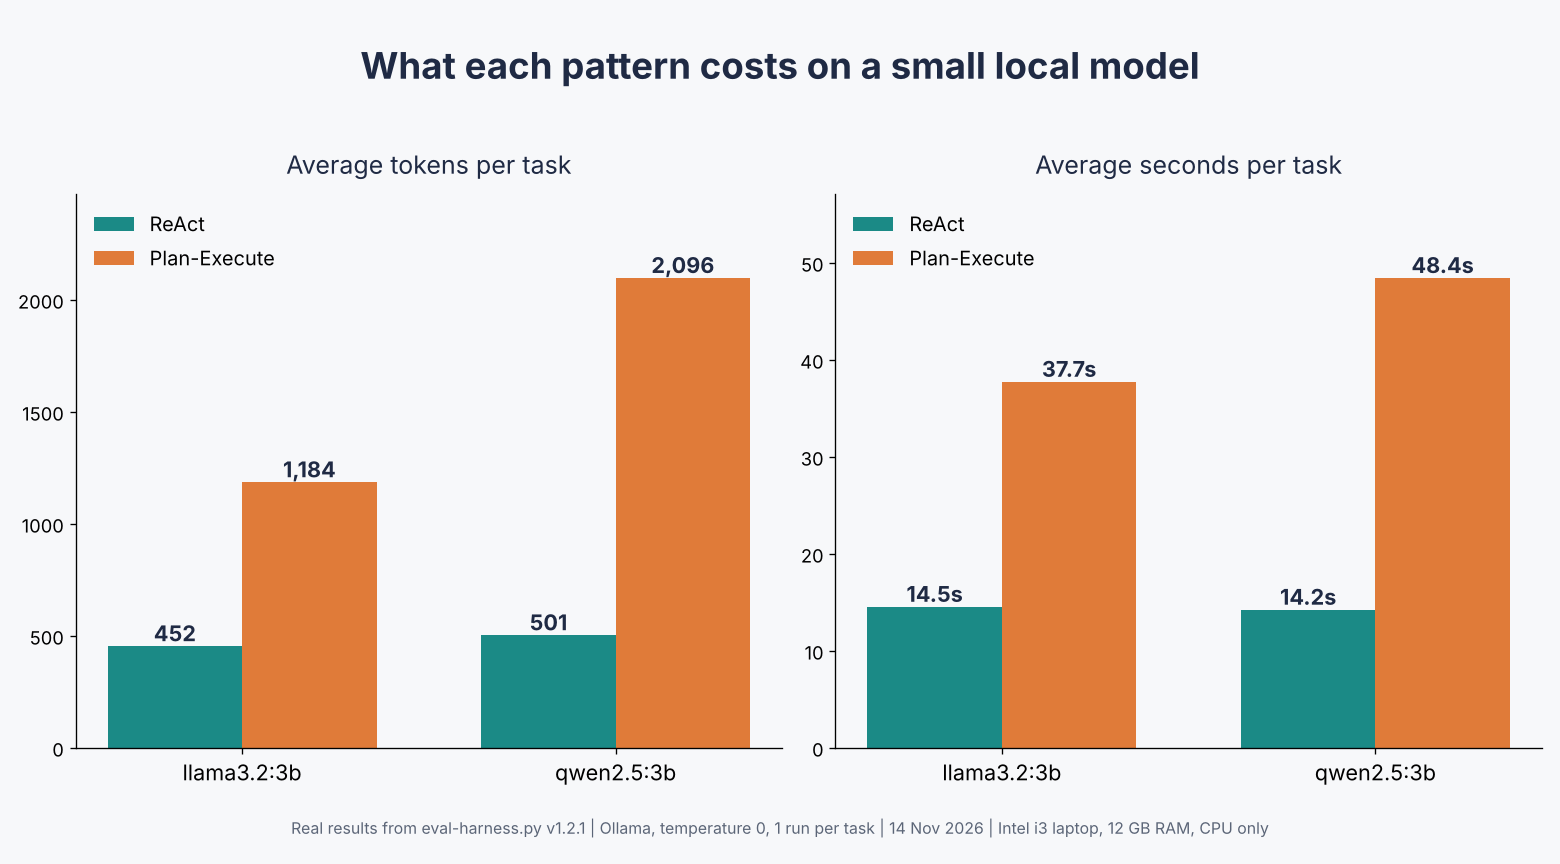 What each pattern costs on a small local model
Average tokens per task
ReAct
Plan-Execute
2000
1500
1000
500
0
452
1,184
501
2,096
llama3.2:3b
qwen2.5:3b
Average seconds per task
ReAct
Plan-Execute
50
40
30
20
10
0
14.5s
37.7s
14.2s
48.4s
llama3.2:3b
qwen2.5:3b
Real results from eval-harness.py v1.2.1 | Ollama, temperature 0, 1 run per task | 14 Nov 2026 | Intel i3 laptop, 12 GB RAM, CPU only